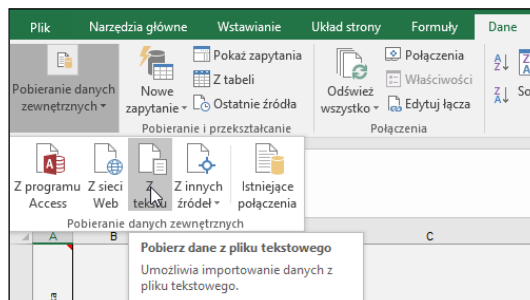 Plik Narzędzia główne Wstawianie Układ strony Formuły Dane
Pobieranie danych
zewnętrznych
Nowe
zapytanie
Pokaż zapytania
Z tabeli
Ostatnie źródła
Pobieranie i przekształcanie
Odśwież
wszystko
Połączenia
Właściwości
Edytuj łącza
Połączenia
A
Z
Z
A
Z
A
So
Z programu
Access
Z sieci
Web
Z
tekstu
Z innych
źródeł
Istniejące
połączenia
Pobieranie danych zewnętrznych
A B C
Pobierz dane z pliku tekstowego
Umożliwia importowanie danych z
pliku tekstowego.